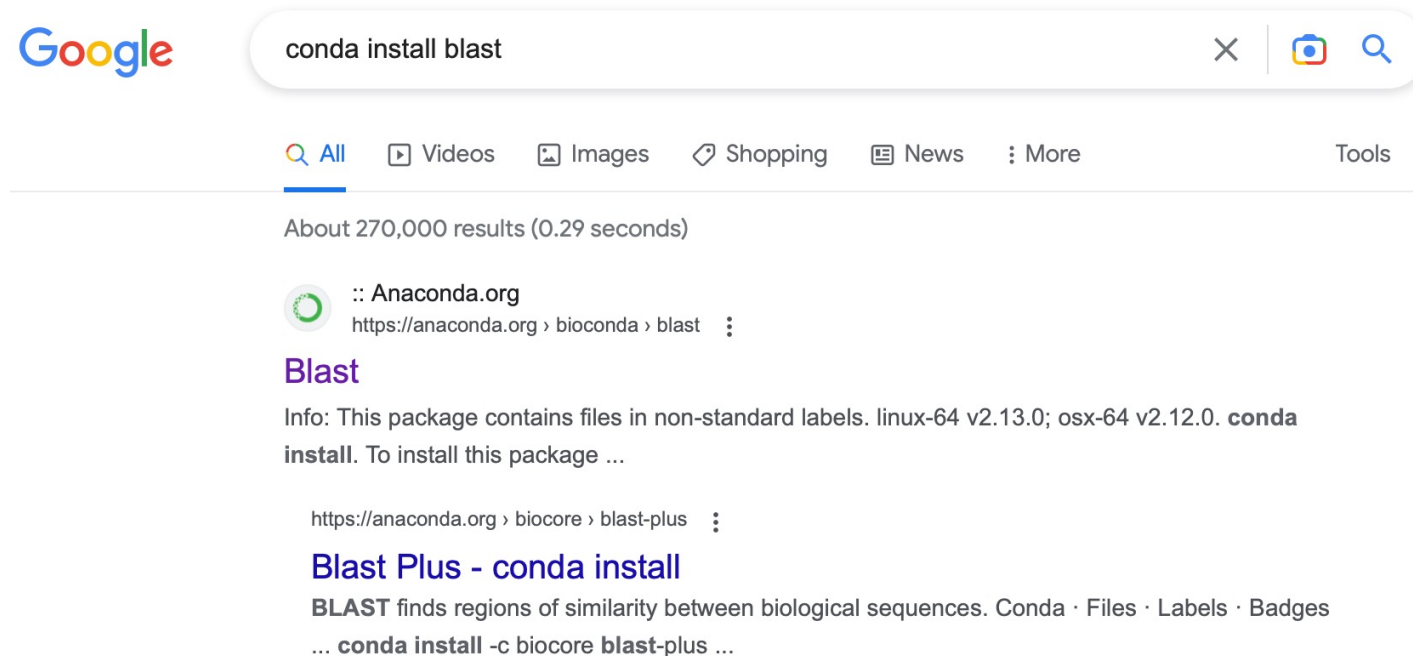 Google
conda install blast
All Videos Images Shopping News More Tools
About 270,000 results (0.29 seconds)
:: Anaconda.org
https://anaconda.org › bioconda › blast
Blast
Info: This package contains files in non-standard labels. linux-64 v2.13.0; osx-64 v2.12.0. conda
install. To install this package ...
https://anaconda.org › biocore › blast-plus
Blast Plus - conda install
BLAST finds regions of similarity between biological sequences. Conda · Files · Labels · Badges
... conda install -c biocore blast-plus ...